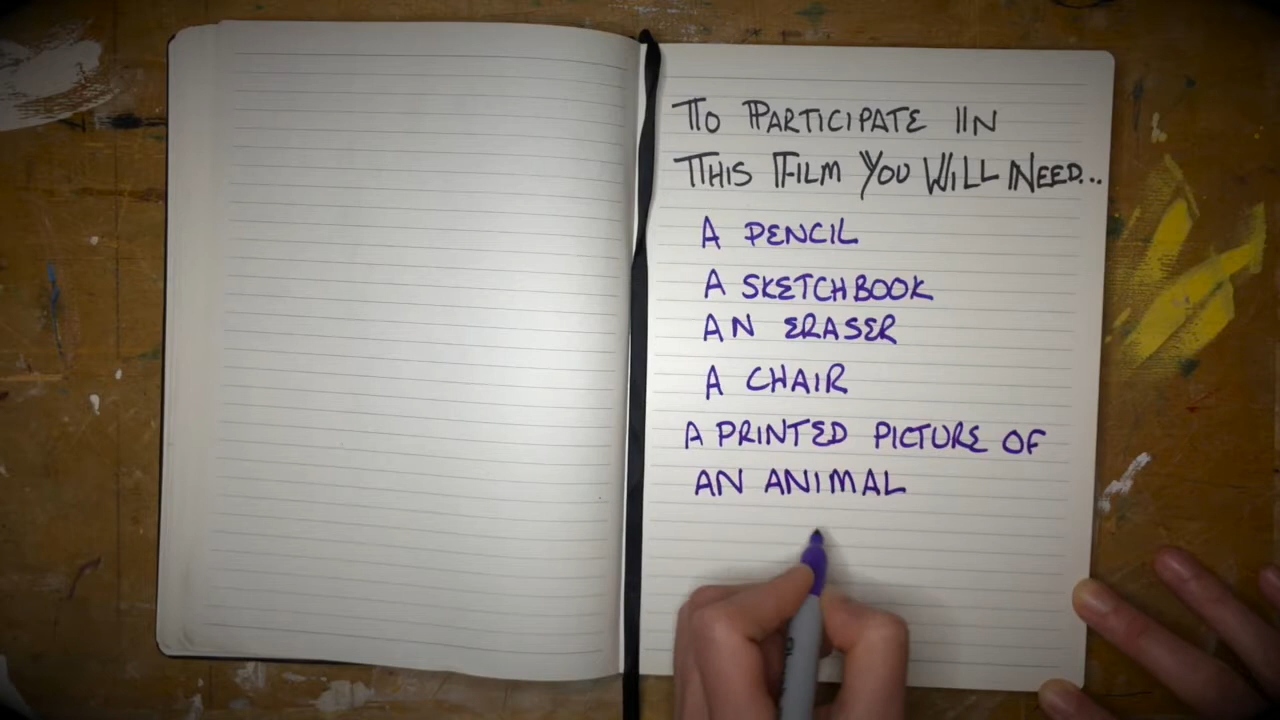 TO PARTICIPATE IN
THIS FILM YOU WILL NEED...
A PENCIL
A SKETCHBOOK
AN ERASER
A CHAIR
A PRINTED PICTURE OF
AN ANIMAL